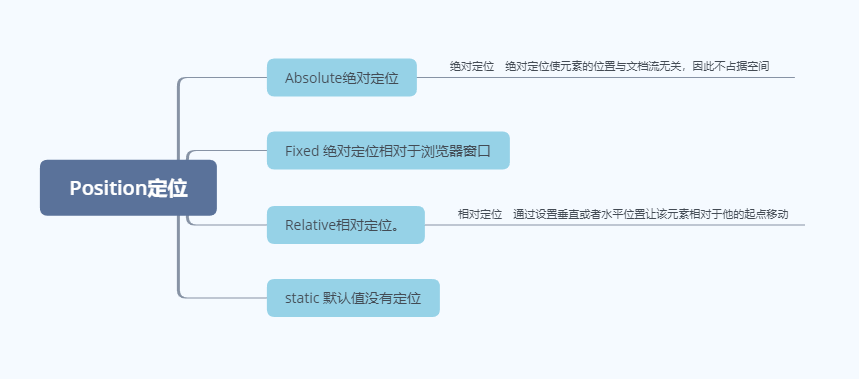 Absolute绝对定位
绝对定位 绝对定位使元素的位置与文档流无关，因此不占据空间
Fixed 绝对定位相对于浏览器窗口
Position定位
Relative相对定位。
相对定位 通过设置垂直或者水平位置让该元素相对于他的起点移动
static 默认值没有定位